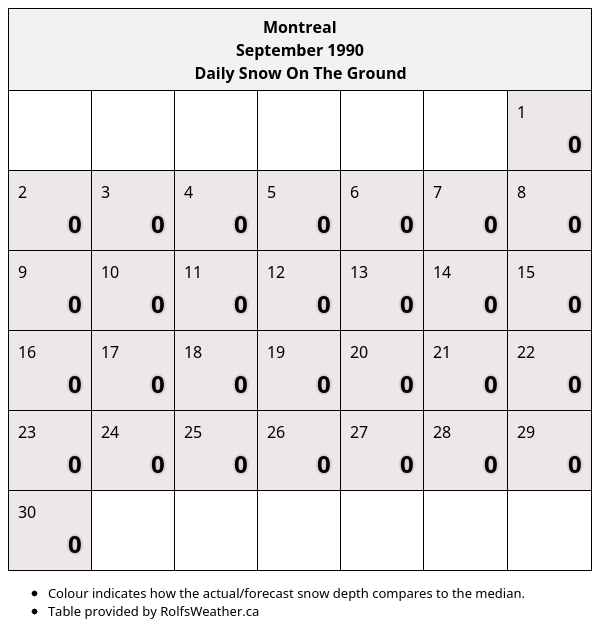 Montreal
September 1990
Daily Snow On The Ground
1
0
2 3 4 5 6 7 8
0 0 0 0 0 0 0
9 10 11 12 13 14 15
0 0 0 0 0 0 0
16 17 18 19 20 21 22
0 0 0 0 0 0 0
23 24 25 26 27 28 29
0 0 0 0 0 0 0
30
0
• Colour indicates how the actual/forecast snow depth compares to the median.
• Table provided by RolfsWeather.ca